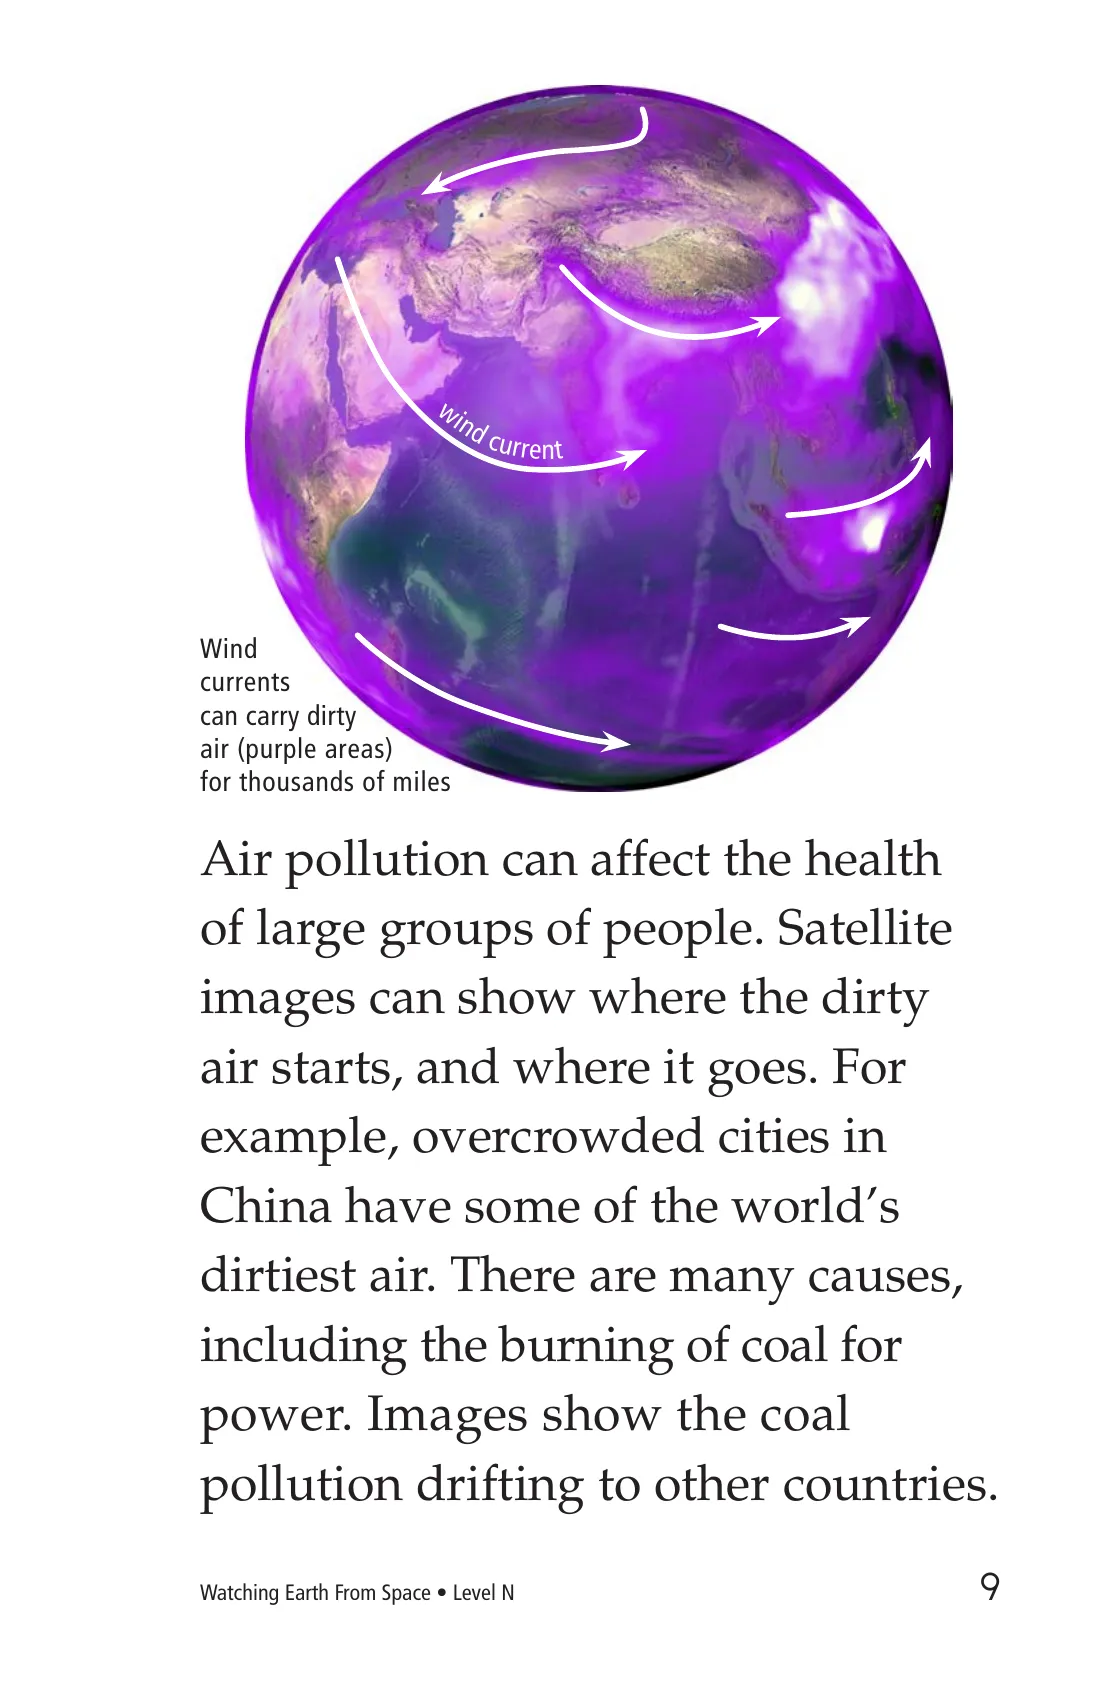 wind current
Wind
currents
can carry dirty
air (purple areas)
for thousands of miles
Air pollution can affect the health
of large groups of people. Satellite
images can show where the dirty
air starts, and where it goes. For
example, overcrowded cities in
China have some of the world’s
dirtiest air. There are many causes,
including the burning of coal for
power. Images show the coal
pollution drifting to other countries.
Watching Earth From Space • Level N
9